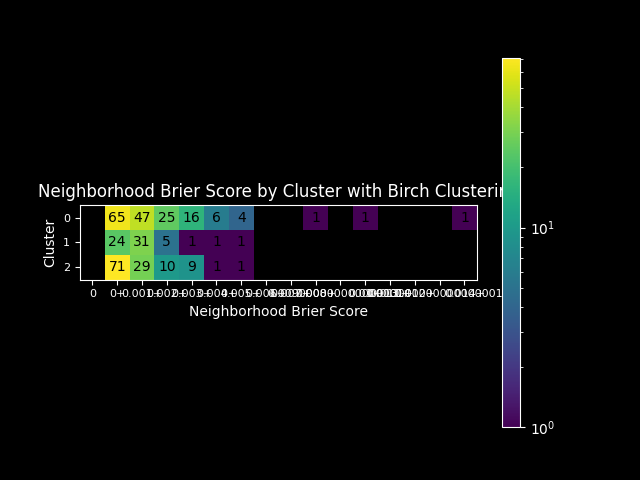 Neighborhood Brier Score by Cluster with Birch Clusterin
Cluster
0 65 47 25 16 6 4 1 1 1
1 24 31 5 1 1 1
2 71 29 10 9 1 1
0 0+
Neighborhood Brier Score
10¹
10⁰